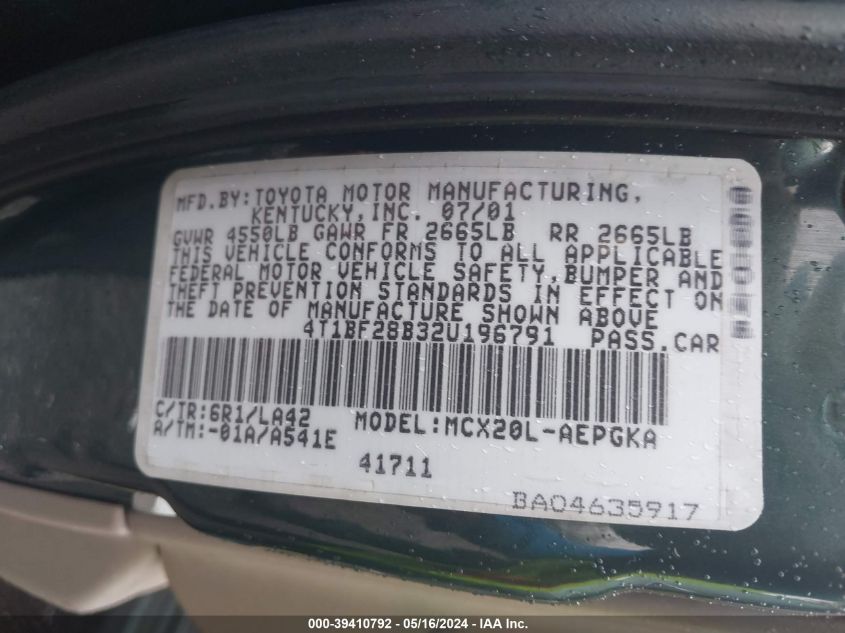 MFD.BY:TOYOTA MOTOR MANUFACTURING,
KENTUCKY,INC. 07/01
GVWR 4550LB GAWR FR 2665LB RR 2665LB
THIS VEHICLE CONFORMS TO ALL APPLICABLE
FEDERAL MOTOR VEHICLE SAFETY,BUMPER AND
THEFT PREVENTION STANDARDS IN EFFECT ON
THE DATE OF MANUFACTURE SHOWN ABOVE
4T1BF28B32U196791 PASS.CAR
C/TR:6R1/LA42 MODEL:MCX20L-AEPGKA
A/TM:-01A/A541E
41711
BA04635917
000-39410792 - 05/16/2024 - IAA Inc.